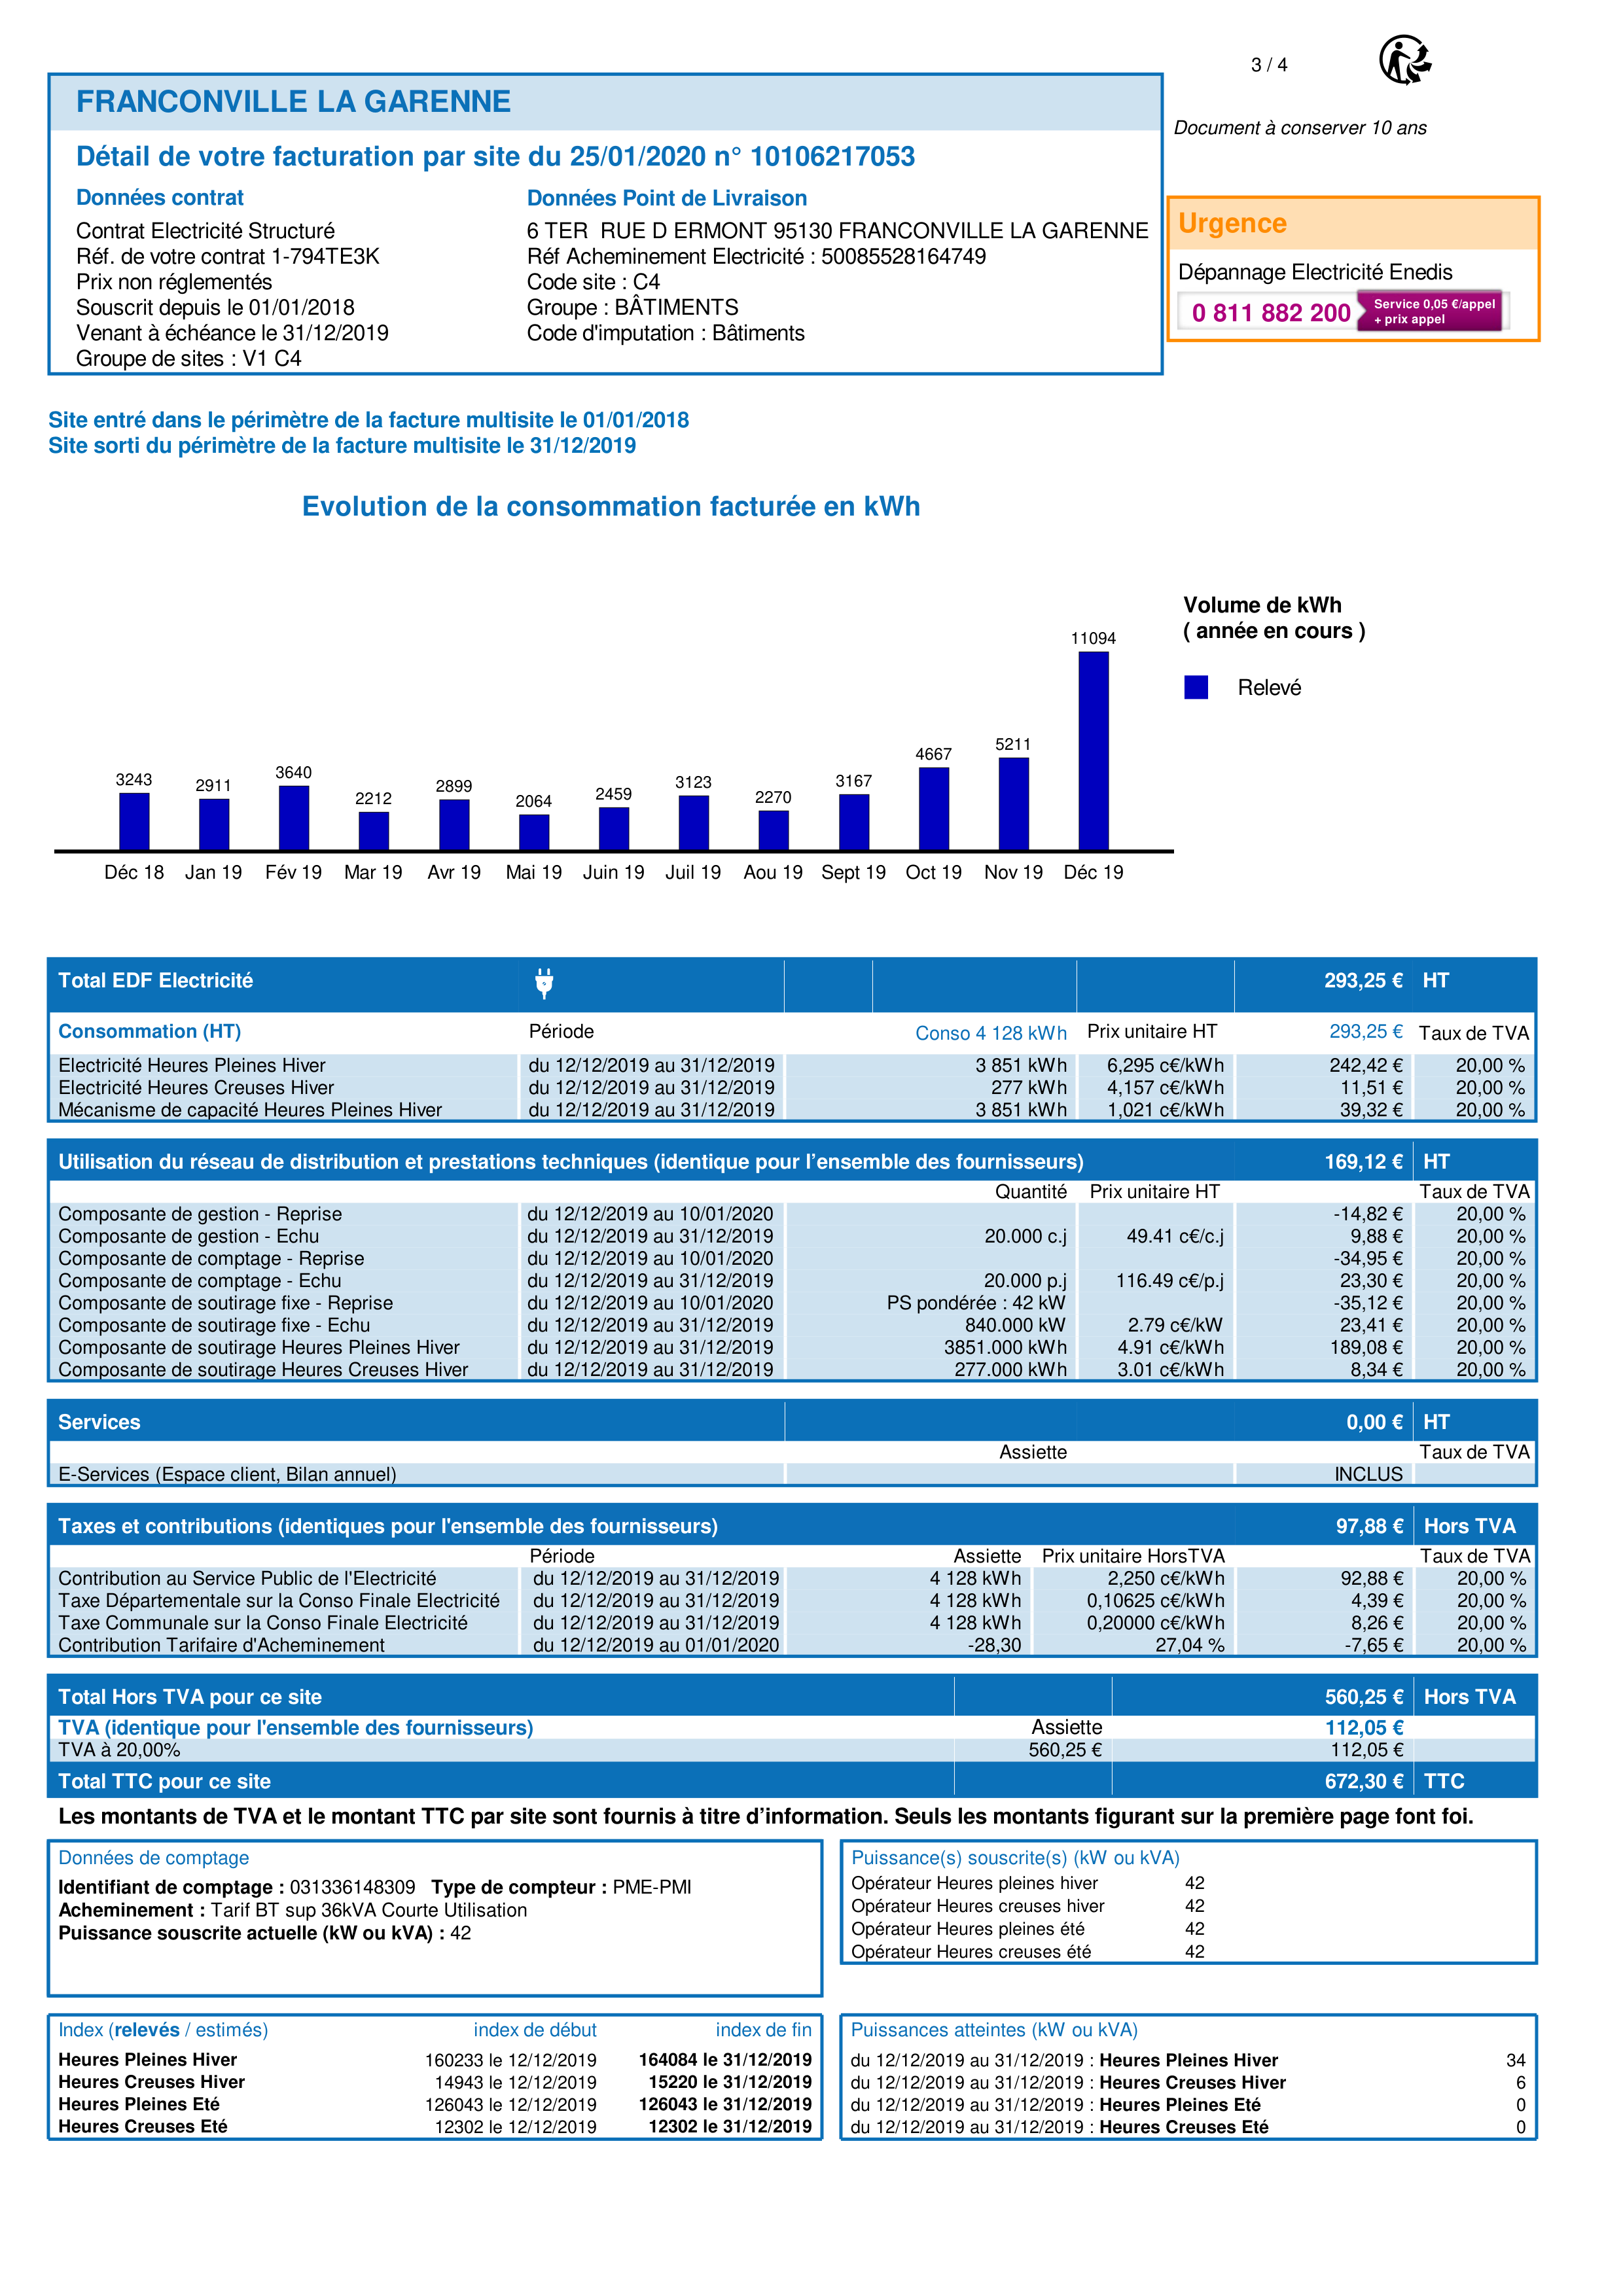 3 / 4
FRANCONVILLE LA GARENNE
Document à conserver 10 ans
Détail de votre facturation par site du 25/01/2020 n° 10106217053
Données contrat
Contrat Electricité Structuré
Réf. de votre contrat 1-794TE3K
Prix non réglementés
Souscrit depuis le 01/01/2018
Venant à échéance le 31/12/2019
Groupe de sites : V1 C4
Données Point de Livraison
6 TER  RUE D ERMONT 95130 FRANCONVILLE LA GARENNE
Réf Acheminement Electricité : 50085528164749
Code site : C4
Groupe : BÂTIMENTS
Code d'imputation : Bâtiments
Urgence
Dépannage Electricité Enedis
0 811 882 200 Service 0,05 €/appel
+ prix appel
Site entré dans le périmètre de la facture multisite le 01/01/2018
Site sorti du périmètre de la facture multisite le 31/12/2019
Evolution de la consommation facturée en kWh
Volume de kWh
( année en cours )
Relevé
3243 2911 3640 2212 2899 2064 2459 3123 2270 3167 4667 5211 11094
Déc 18 Jan 19 Fév 19 Mar 19 Avr 19 Mai 19 Juin 19 Juil 19 Aou 19 Sept 19 Oct 19 Nov 19 Déc 19
Total EDF Electricité 293,25 € HT
Consommation (HT) Période Conso 4 128 kWh Prix unitaire HT 293,25 € Taux de TVA
Electricité Heures Pleines Hiver du 12/12/2019 au 31/12/2019 3 851 kWh 6,295 c€/kWh 242,42 € 20,00 %
Electricité Heures Creuses Hiver du 12/12/2019 au 31/12/2019 277 kWh 4,157 c€/kWh 11,51 € 20,00 %
Mécanisme de capacité Heures Pleines Hiver du 12/12/2019 au 31/12/2019 3 851 kWh 1,021 c€/kWh 39,32 € 20,00 %
Utilisation du réseau de distribution et prestations techniques (identique pour l’ensemble des fournisseurs) 169,12 € HT
Quantité Prix unitaire HT Taux de TVA
Composante de gestion - Reprise du 12/12/2019 au 10/01/2020 -14,82 € 20,00 %
Composante de gestion - Echu du 12/12/2019 au 31/12/2019 20.000 c.j 49.41 c€/c.j 9,88 € 20,00 %
Composante de comptage - Reprise du 12/12/2019 au 10/01/2020 -34,95 € 20,00 %
Composante de comptage - Echu du 12/12/2019 au 31/12/2019 20.000 p.j 116.49 c€/p.j 23,30 € 20,00 %
Composante de soutirage fixe - Reprise du 12/12/2019 au 10/01/2020 PS pondérée : 42 kW -35,12 € 20,00 %
Composante de soutirage fixe - Echu du 12/12/2019 au 31/12/2019 840.000 kW 2.79 c€/kW 23,41 € 20,00 %
Composante de soutirage Heures Pleines Hiver du 12/12/2019 au 31/12/2019 3851.000 kWh 4.91 c€/kWh 189,08 € 20,00 %
Composante de soutirage Heures Creuses Hiver du 12/12/2019 au 31/12/2019 277.000 kWh 3.01 c€/kWh 8,34 € 20,00 %
Services 0,00 € HT
Assiette Taux de TVA
E-Services (Espace client, Bilan annuel) INCLUS
Taxes et contributions (identiques pour l'ensemble des fournisseurs) 97,88 € Hors TVA
Période Assiette Prix unitaire HorsTVA Taux de TVA
Contribution au Service Public de l'Electricité du 12/12/2019 au 31/12/2019 4 128 kWh 2,250 c€/kWh 92,88 € 20,00 %
Taxe Départementale sur la Conso Finale Electricité du 12/12/2019 au 31/12/2019 4 128 kWh 0,10625 c€/kWh 4,39 € 20,00 %
Taxe Communale sur la Conso Finale Electricité du 12/12/2019 au 31/12/2019 4 128 kWh 0,20000 c€/kWh 8,26 € 20,00 %
Contribution Tarifaire d'Acheminement du 12/12/2019 au 01/01/2020 -28,30 27,04 % -7,65 € 20,00 %
Total Hors TVA pour ce site 560,25 € Hors TVA
TVA (identique pour l'ensemble des fournisseurs) Assiette 112,05 €
TVA à 20,00% 560,25 € 112,05 €
Total TTC pour ce site 672,30 € TTC
Les montants de TVA et le montant TTC par site sont fournis à titre d’information. Seuls les montants figurant sur la première page font foi.
Données de comptage
Identifiant de comptage : 031336148309 Type de compteur : PME-PMI
Acheminement : Tarif BT sup 36kVA Courte Utilisation
Puissance souscrite actuelle (kW ou kVA) : 42
Puissance(s) souscrite(s) (kW ou kVA)
Opérateur Heures pleines hiver 42
Opérateur Heures creuses hiver 42
Opérateur Heures pleines été 42
Opérateur Heures creuses été 42
Index (relevés / estimés) index de début index de fin
Heures Pleines Hiver 160233 le 12/12/2019 164084 le 31/12/2019
Heures Creuses Hiver 14943 le 12/12/2019 15220 le 31/12/2019
Heures Pleines Eté 126043 le 12/12/2019 126043 le 31/12/2019
Heures Creuses Eté 12302 le 12/12/2019 12302 le 31/12/2019
Puissances atteintes (kW ou kVA)
du 12/12/2019 au 31/12/2019 : Heures Pleines Hiver 34
du 12/12/2019 au 31/12/2019 : Heures Creuses Hiver 6
du 12/12/2019 au 31/12/2019 : Heures Pleines Eté 0
du 12/12/2019 au 31/12/2019 : Heures Creuses Eté 0